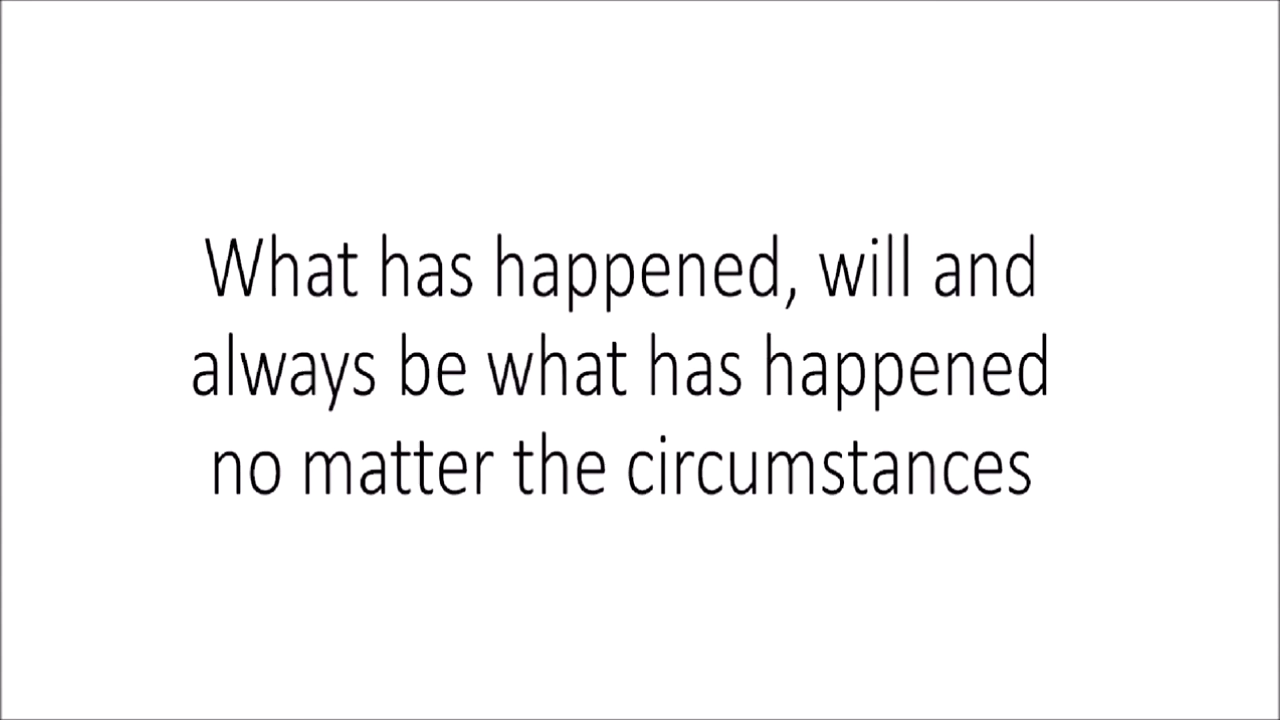 What has happened, will and
always be what has happened
no matter the circumstances